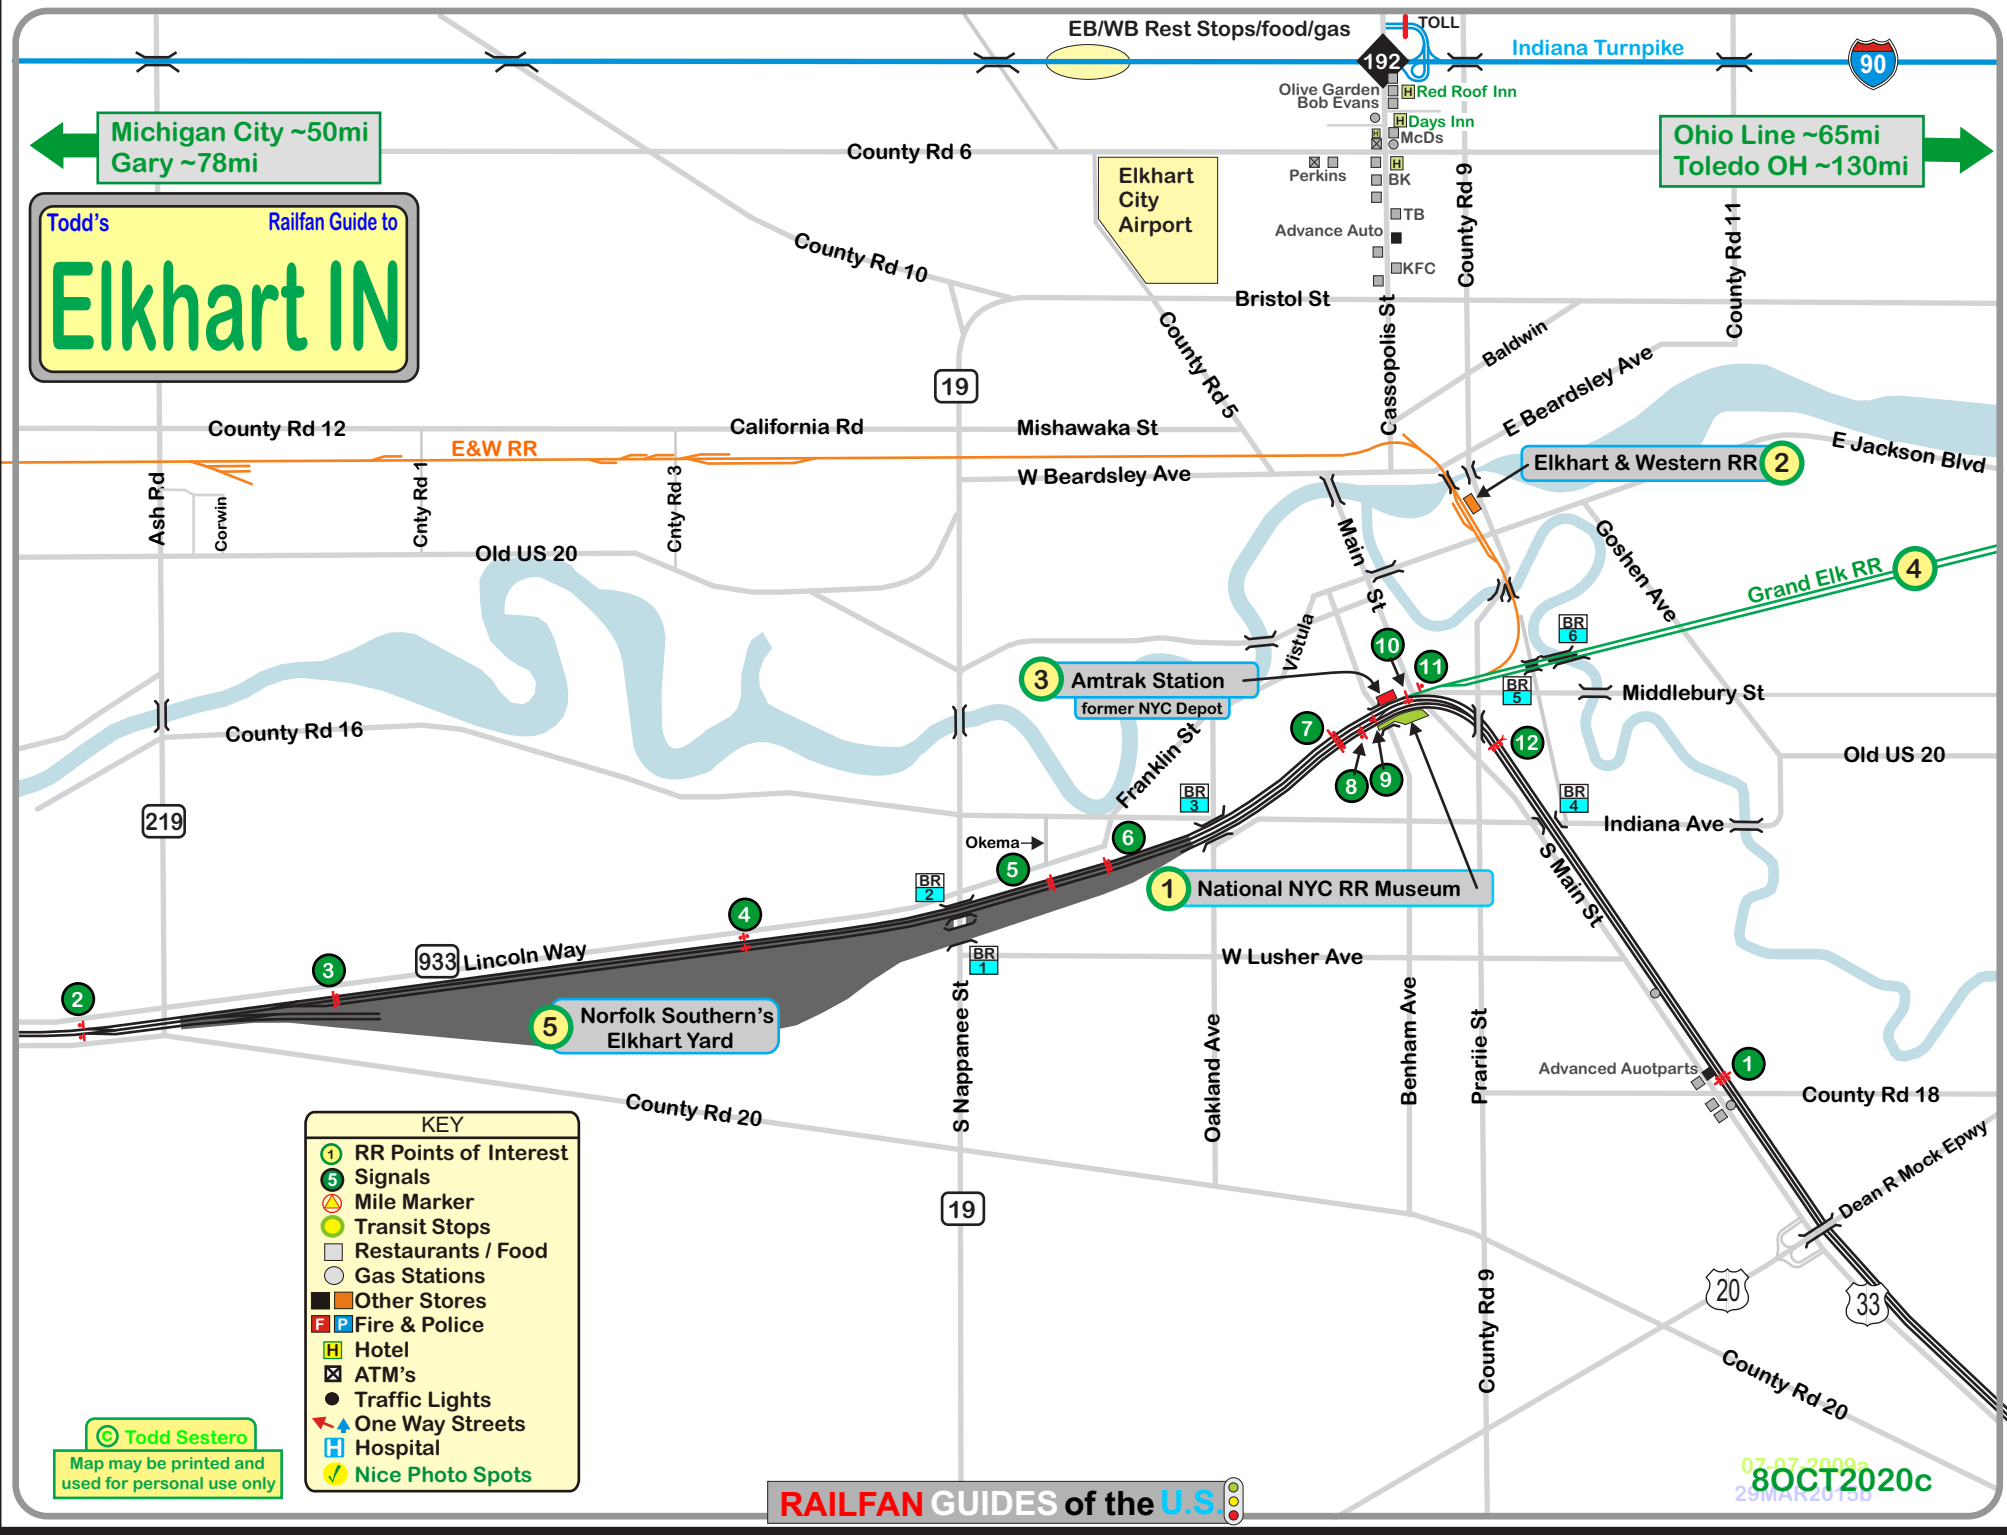 EB/WB Rest Stops/food/gas
TOLL
192
Indiana Turnpike
90
Olive Garden
Bob Evans
H
Red Roof Inn
H
Days Inn
H
McDs
H
Perkins
BK
TB
Advance Auto
KFC
Michigan City ~50mi
Gary ~78mi
Ohio Line ~65mi
Toledo OH ~130mi
County Rd 6
Todd's
Railfan Guide to
Elkhart IN
Elkhart
City
Airport
County Rd 9
County Rd 11
County Rd 10
Bristol St
County Rd 5
Cassopolis St
Baldwin
E Beardsley Ave
19
County Rd 12
California Rd
Mishawaka St
E&W RR
W Beardsley Ave
Elkhart & Western RR
2
E Jackson Blvd
Ash Rd
Corwin
Cnty Rd 1
Cnty Rd 3
Old US 20
Main
St
Goshen Ave
Grand Elk RR
4
Vistula
BR
6
10
11
3
Amtrak Station
former NYC Depot
BR
5
Middlebury St
County Rd 16
Franklin St
7
8
9
12
Old US 20
219
BR
3
BR
4
Indiana Ave
Okema
6
5
BR
2
1
National NYC RR Museum
S Main St
4
933
Lincoln Way
3
2
BR
1
W Lusher Ave
5
Norfolk Southern's
Elkhart Yard
S Nappanee St
Oakland Ave
Benham Ave
Prariie St
Advanced Auotparts
1
County Rd 18
County Rd 20
Dean R Mock Epwy
19
20
33
County Rd 9
County Rd 20
KEY
1
RR Points of Interest
5
Signals
Mile Marker
Transit Stops
Restaurants / Food
Gas Stations
Other Stores
F
P
Fire & Police
H
Hotel
ATM's
Traffic Lights
One Way Streets
H
Hospital
Nice Photo Spots
© Todd Sestero
Map may be printed and
used for personal use only
RAILFAN GUIDES of the U.S.
07-07-2009a
8OCT2020c
29MAR2015b